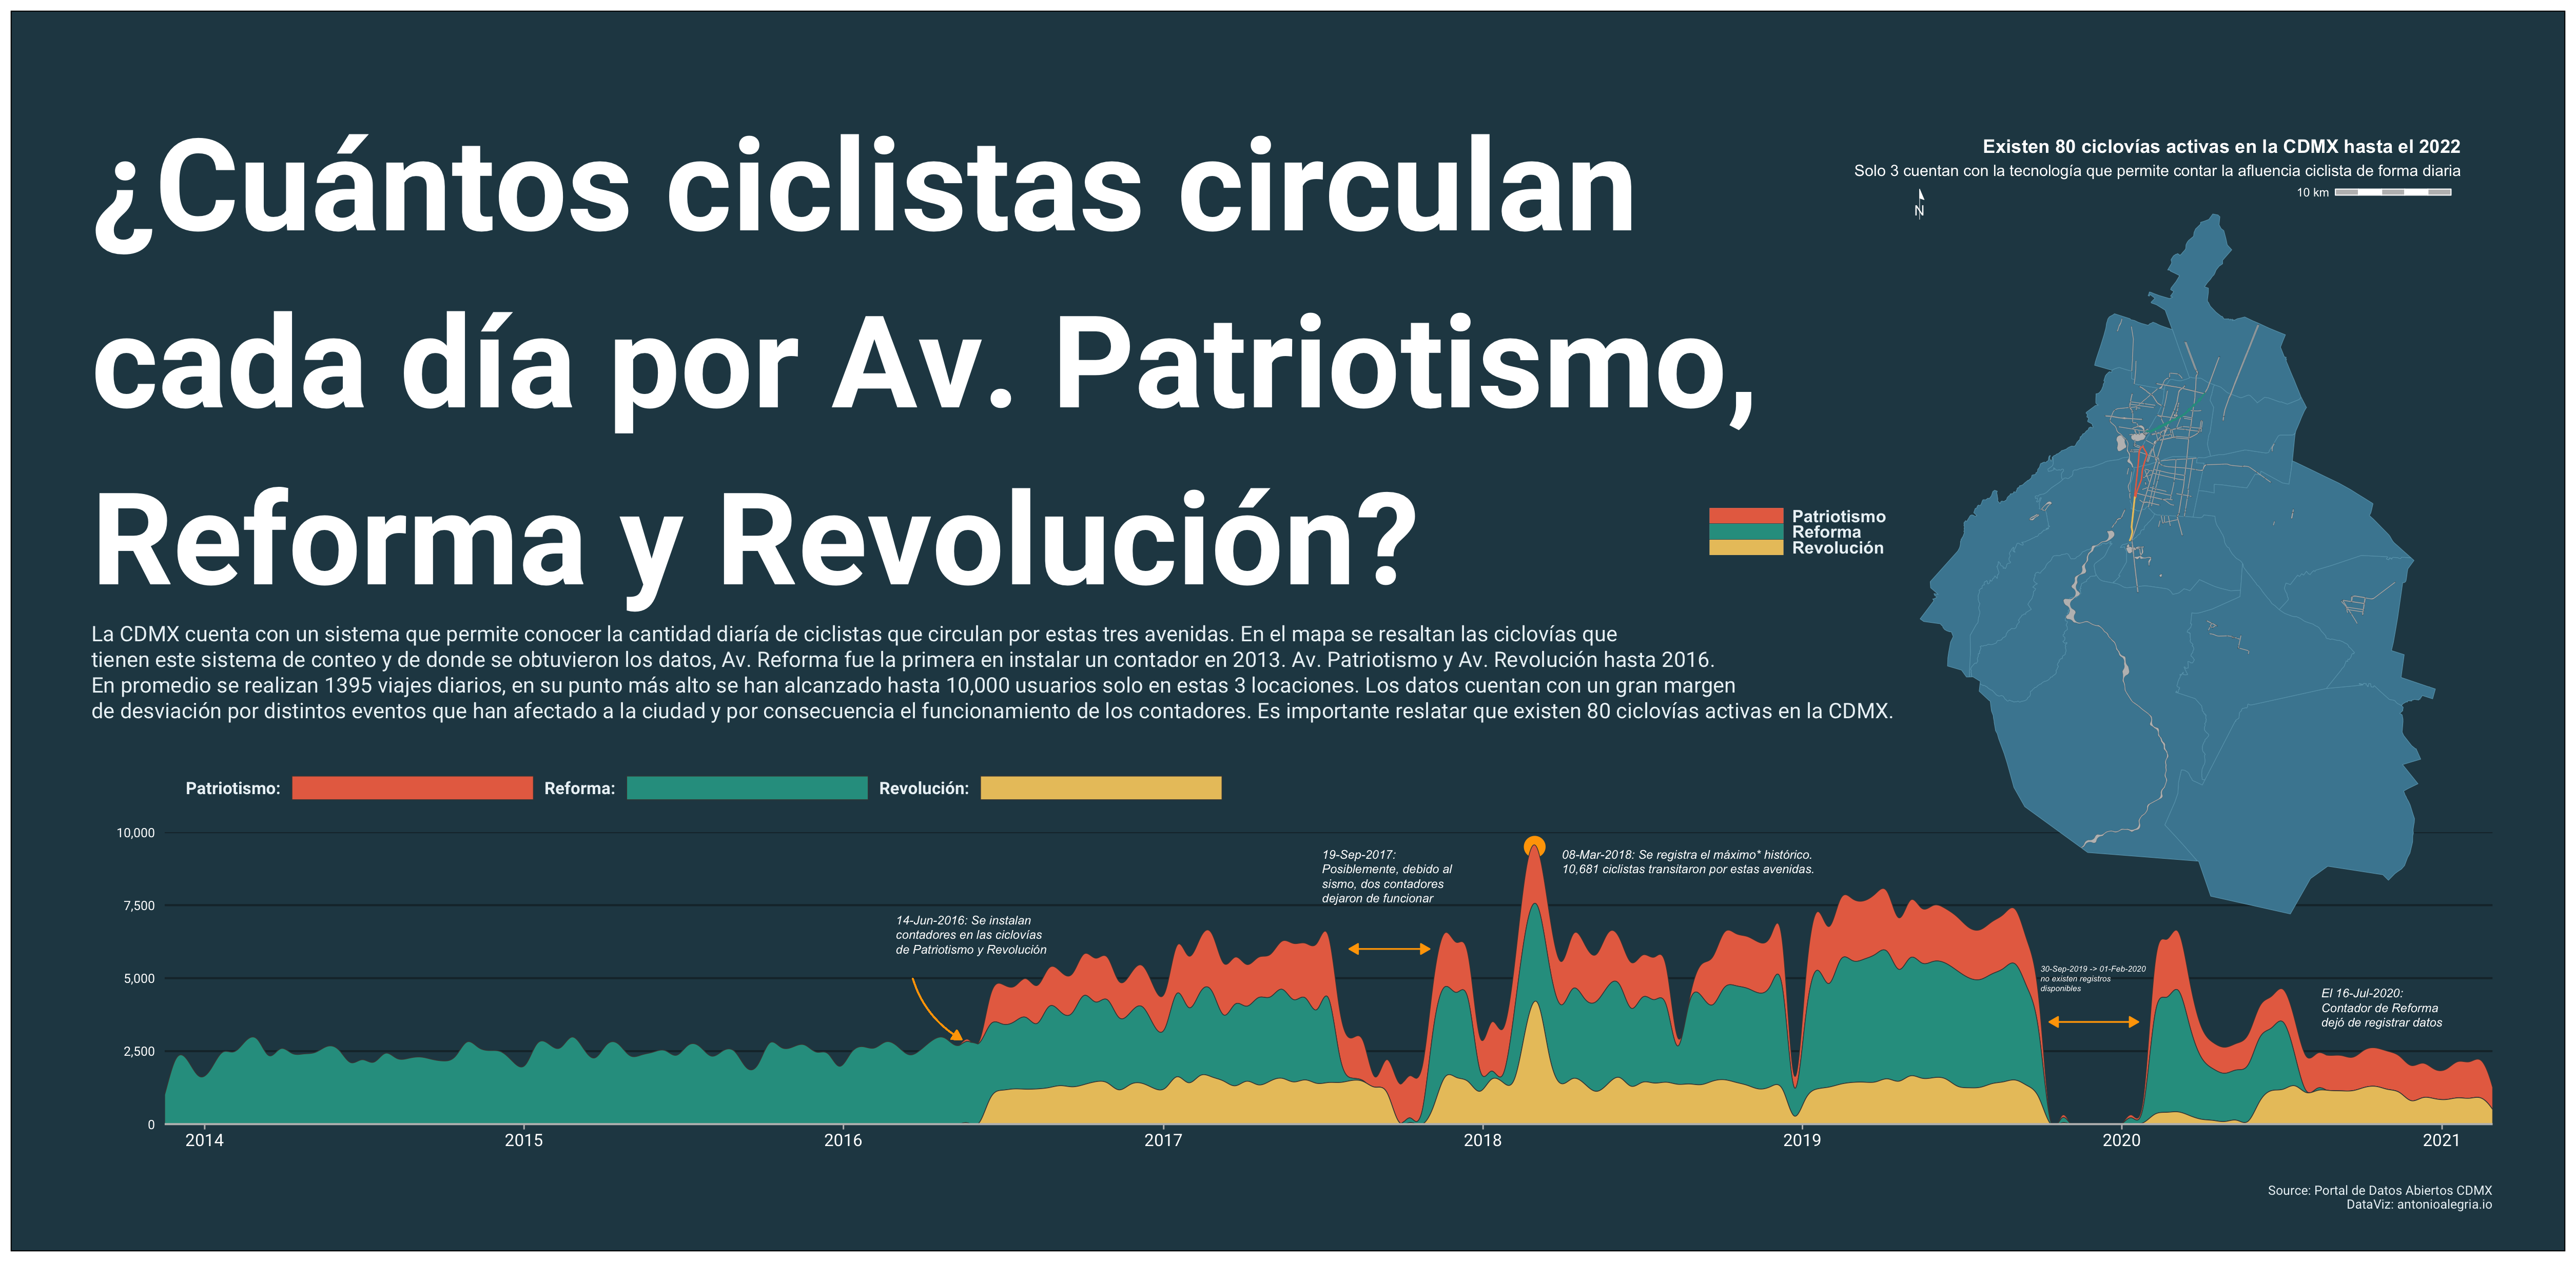 ¿Cuántos ciclistas circulan
cada día por Av. Patriotismo,
Reforma y Revolución?
Existen 80 ciclovías activas en la CDMX hasta el 2022
Solo 3 cuentan con la tecnología que permite contar la afluencia ciclista de forma diaria
10 km
N
Patriotismo
Reforma
Revolución
La CDMX cuenta con un sistema que permite conocer la cantidad diaría de ciclistas que circulan por estas tres avenidas. En el mapa se resaltan las ciclovías que
tienen este sistema de conteo y de donde se obtuvieron los datos, Av. Reforma fue la primera en instalar un contador en 2013. Av. Patriotismo y Av. Revolución hasta 2016.
En promedio se realizan 1395 viajes diarios, en su punto más alto se han alcanzado hasta 10,000 usuarios solo en estas 3 locaciones. Los datos cuentan con un gran margen
de desviación por distintos eventos que han afectado a la ciudad y por consecuencia el funcionamiento de los contadores. Es importante reslatar que existen 80 ciclovías activas en la CDMX.
Patriotismo: Reforma: Revolución:
10,000
7,500
5,000
2,500
0
14-Jun-2016: Se instalan
contadores en las ciclovías
de Patriotismo y Revolución
19-Sep-2017:
Posiblemente, debido al
sismo, dos contadores
dejaron de funcionar
08-Mar-2018: Se registra el máximo* histórico.
10,681 ciclistas transitaron por estas avenidas.
30-Sep-2019 -> 01-Feb-2020
no existen registros
disponibles
El 16-Jul-2020:
Contador de Reforma
dejó de registrar datos
2014 2015 2016 2017 2018 2019 2020 2021
Source: Portal de Datos Abiertos CDMX
DataViz: antonioalegria.io